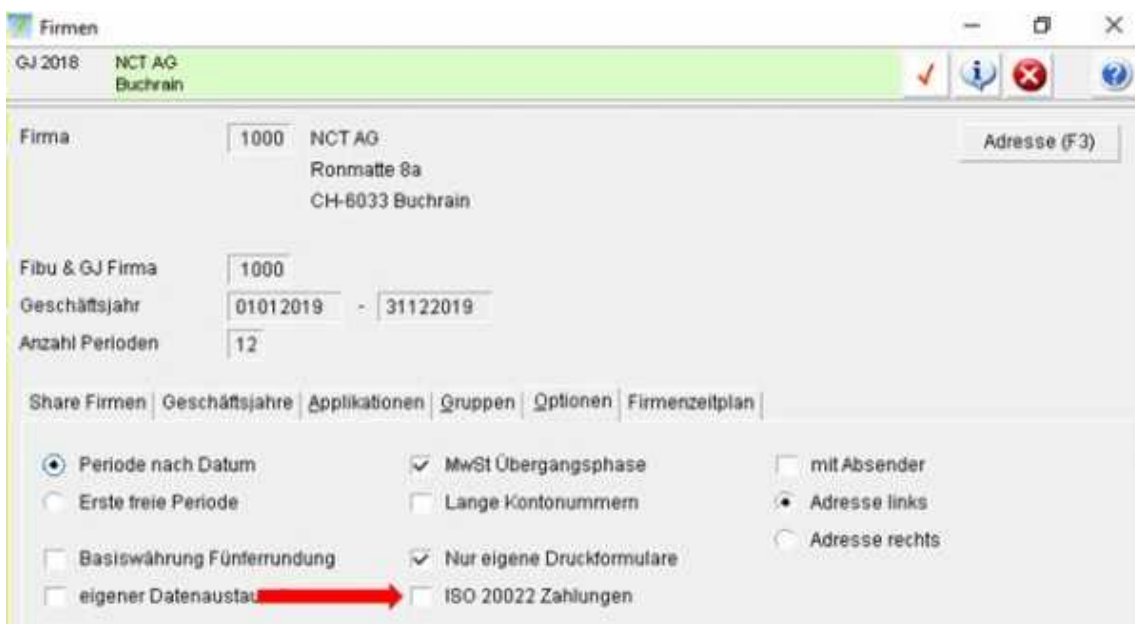 Firmen
GJ 2018 NCT AG
Buchrain
Firma 1000 NCT AG Adresse (F3)
Ronmatte 8a
CH-6033 Buchrain
Fibu & GJ Firma 1000
Geschäftsjahr 01012019 - 31122019
Anzahl Perioden 12
Share Firmen Geschäftsjahre Applikationen Gruppen Optionen Firmenzeitplan
Periode nach Datum MwSt Übergangsphase mit Absender
Erste freie Periode Lange Kontonummern Adresse links
Adresse rechts
Basiswährung Fünferrundung Nur eigene Druckformulare
eigener Datenaustau ISO 20022 Zahlungen